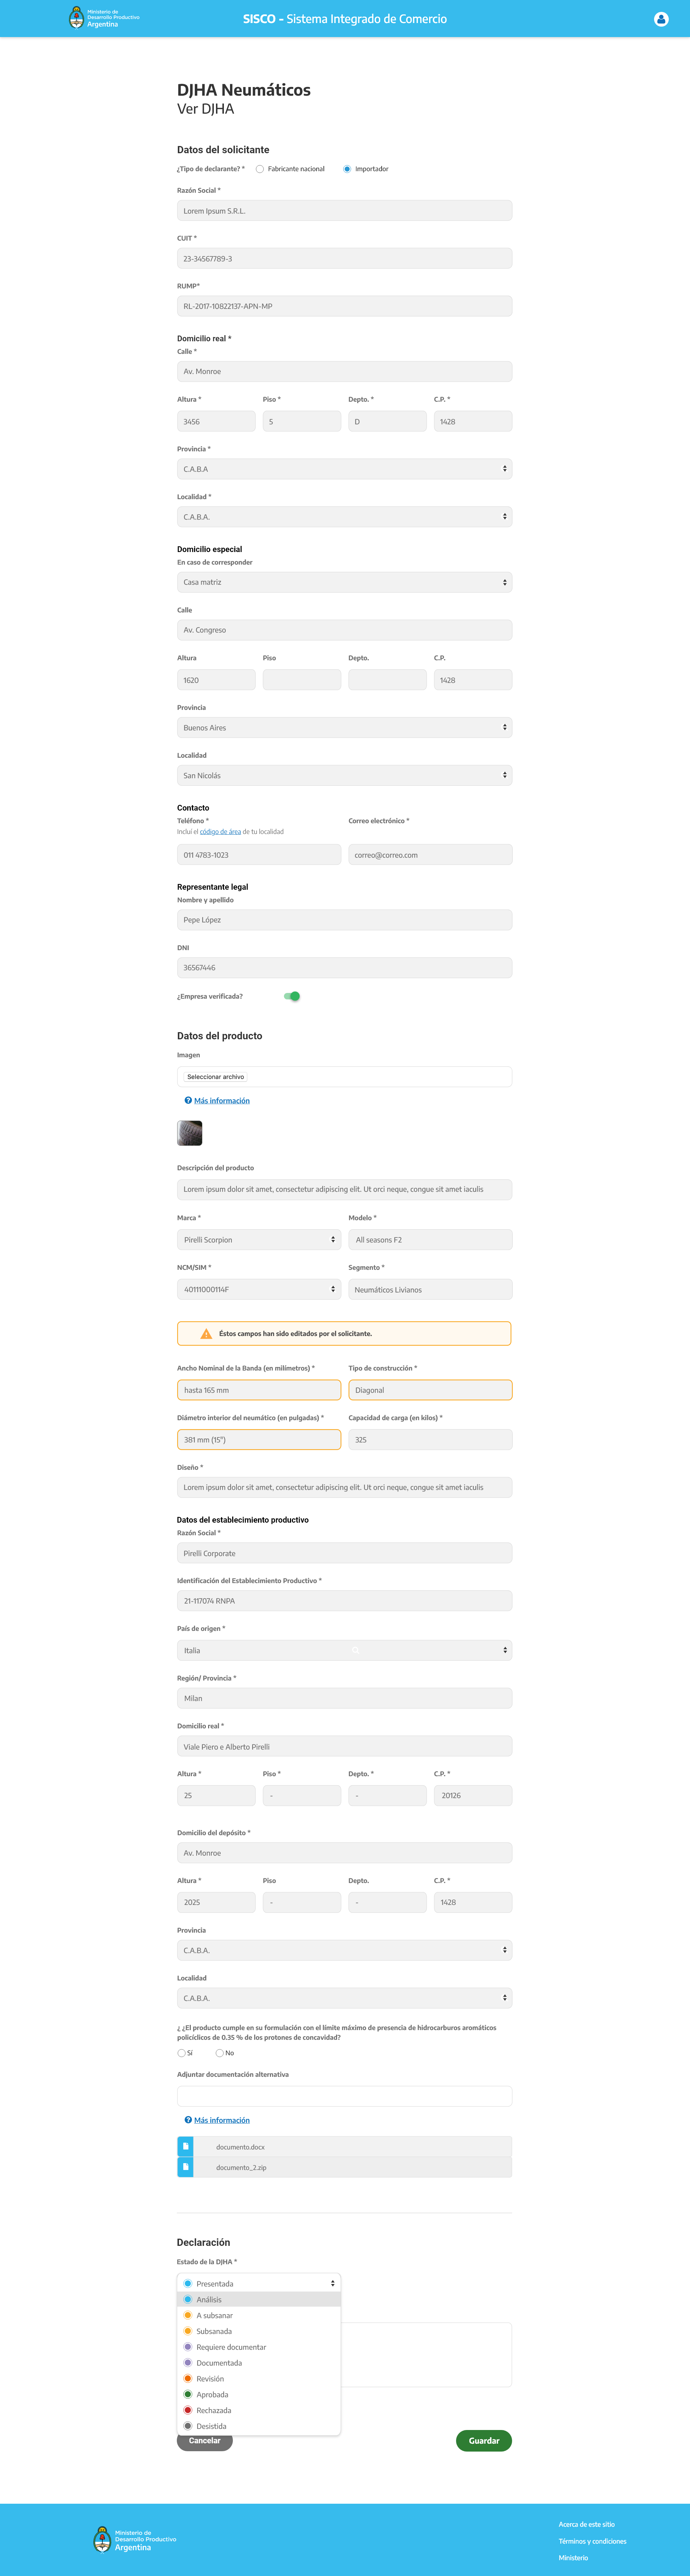 Ministerio de
Desarrollo Productivo
Argentina
SISCO - Sistema Integrado de Comercio
DJHA Neumáticos
Ver DJHA
Datos del solicitante
¿Tipo de declarante? * Fabricante nacional Importador
Razón Social *
Lorem Ipsum S.R.L.
CUIT *
23-34567789-3
RUMP*
RL-2017-10822137-APN-MP
Domicilio real *
Calle *
Av. Monroe
Altura * Piso * Depto. * C.P. *
3456 5 D 1428
Provincia *
C.A.B.A
Localidad *
C.A.B.A.
Domicilio especial
En caso de corresponder
Casa matriz
Calle
Av. Congreso
Altura Piso Depto. C.P.
1620 1428
Provincia
Buenos Aires
Localidad
San Nicolás
Contacto
Teléfono * Correo electrónico *
Incluí el código de área de tu localidad
011 4783-1023 correo@correo.com
Representante legal
Nombre y apellido
Pepe López
DNI
36567446
¿Empresa verificada?
Datos del producto
Imagen
Seleccionar archivo
Más información
Descripción del producto
Lorem ipsum dolor sit amet, consectetur adipiscing elit. Ut orci neque, congue sit amet iaculis
Marca * Modelo *
Pirelli Scorpion All seasons F2
NCM/SIM * Segmento *
40111000114F Neumáticos Livianos
Éstos campos han sido editados por el solicitante.
Ancho Nominal de la Banda (en milímetros) * Tipo de construcción *
hasta 165 mm Diagonal
Diámetro interior del neumático (en pulgadas) * Capacidad de carga (en kilos) *
381 mm (15") 325
Diseño *
Lorem ipsum dolor sit amet, consectetur adipiscing elit. Ut orci neque, congue sit amet iaculis
Datos del establecimiento productivo
Razón Social *
Pirelli Corporate
Identificación del Establecimiento Productivo *
21-117074 RNPA
País de origen *
Italia
Región/ Provincia *
Milan
Domicilio real *
Viale Piero e Alberto Pirelli
Altura * Piso * Depto. * C.P. *
25 - - 20126
Domicilio del depósito *
Av. Monroe
Altura * Piso Depto. C.P. *
2025 - - 1428
Provincia
C.A.B.A.
Localidad
C.A.B.A.
¿ ¿El producto cumple en su formulación con el límite máximo de presencia de hidrocarburos aromáticos
policíclicos de 0.35 % de los protones de concavidad?
Sí No
Adjuntar documentación alternativa
Más información
documento.docx
documento_2.zip
Declaración
Estado de la DJHA *
Presentada
Análisis
A subsanar
Subsanada
Requiere documentar
Documentada
Revisión
Aprobada
Rechazada
Desistida
Cancelar Guardar
Ministerio de
Desarrollo Productivo
Argentina
Acerca de este sitio
Términos y condiciones
Ministerio